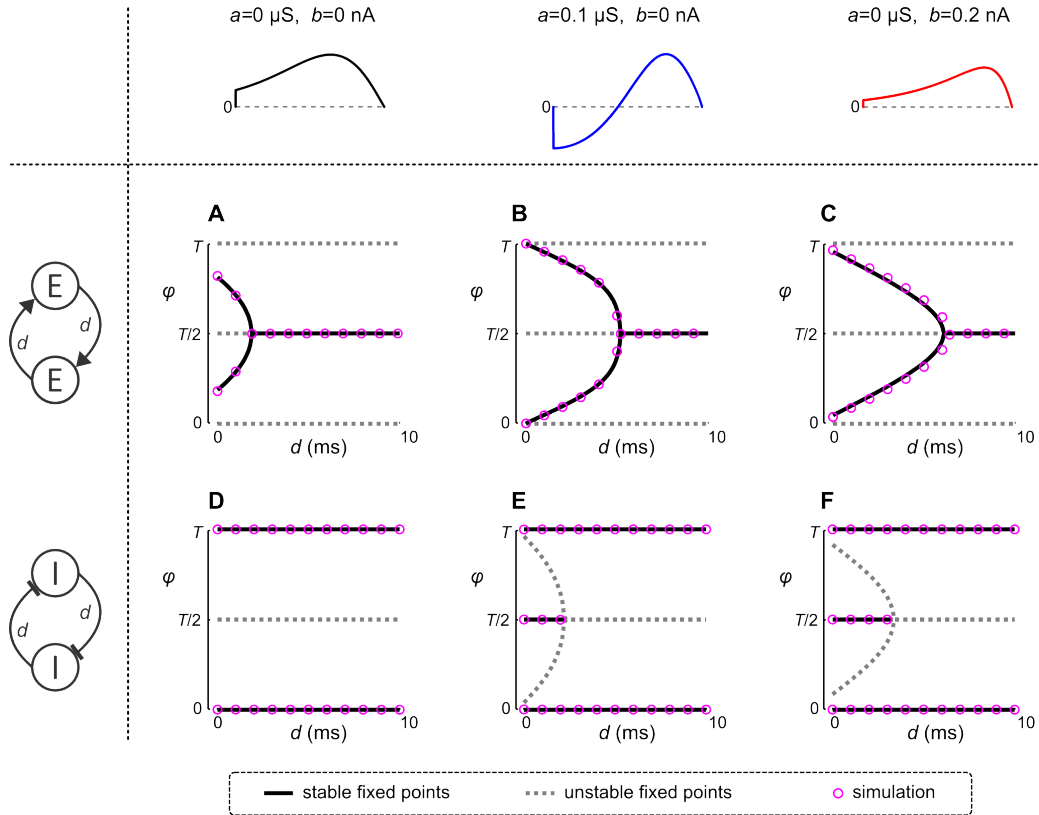 a=0 µS, b=0 nA
a=0.1 µS, b=0 nA
a=0 µS, b=0.2 nA
0
0
0
A
B
C
T
φ
T/2
0
0
10
d (ms)
T
φ
T/2
0
0
10
d (ms)
T
φ
T/2
0
0
10
d (ms)
E
d
d
E
D
E
F
T
φ
T/2
0
0
10
d (ms)
T
φ
T/2
0
0
10
d (ms)
T
φ
T/2
0
0
10
d (ms)
I
d
d
I
stable fixed points
unstable fixed points
simulation